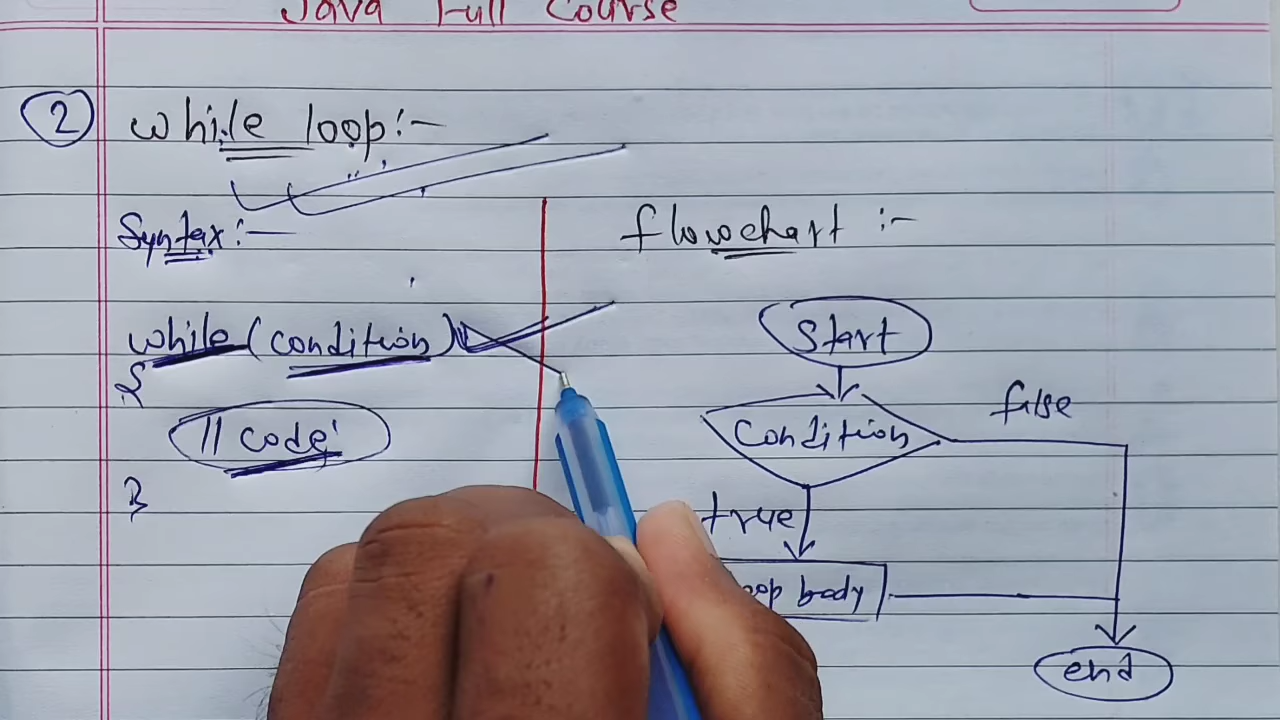 Java Full Course
2 while loop:-
Syntax:-
while (condition)
{
// code
}
flowchart :-
Start
Condition
false
true
body
end